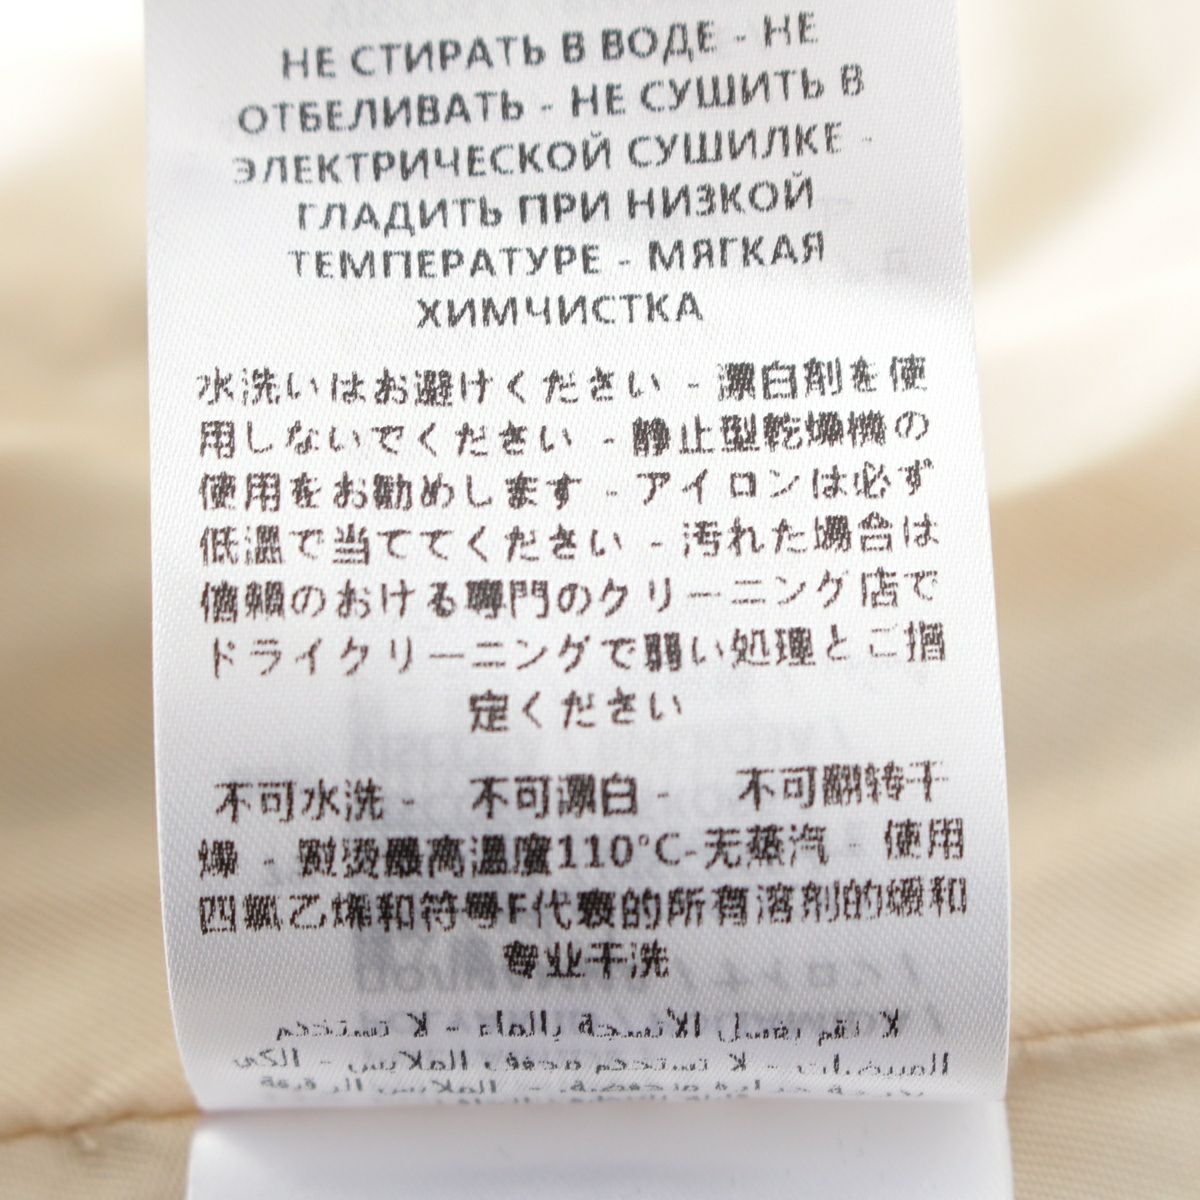 НЕ СТИРАТЬ В ВОДЕ - НЕ
ОТБЕЛИВАТЬ - НЕ СУШИТЬ В
ЭЛЕКТРИЧЕСКОЙ СУШИЛКЕ -
ГЛАДИТЬ ПРИ НИЗКОЙ
ТЕМПЕРАТУРЕ - МЯГКАЯ
ХИМЧИСТКА
水洗いはお避けください - 漂白剤を使
用しないでください - 静止型乾燥機の
使用をお勧めします - アイロンは必ず
低温で当ててください - 汚れた場合は
信頼のおける専門のクリーニング店で
ドライクリーニングで弱い処理とご指
定ください
不可水洗 - 不可漂白 - 不可翻转干
燥 - 熨烫最高温度110°C-无蒸汽 - 使用
四氯乙烯和符号F代表的所有溶剂的缓和
专业干洗